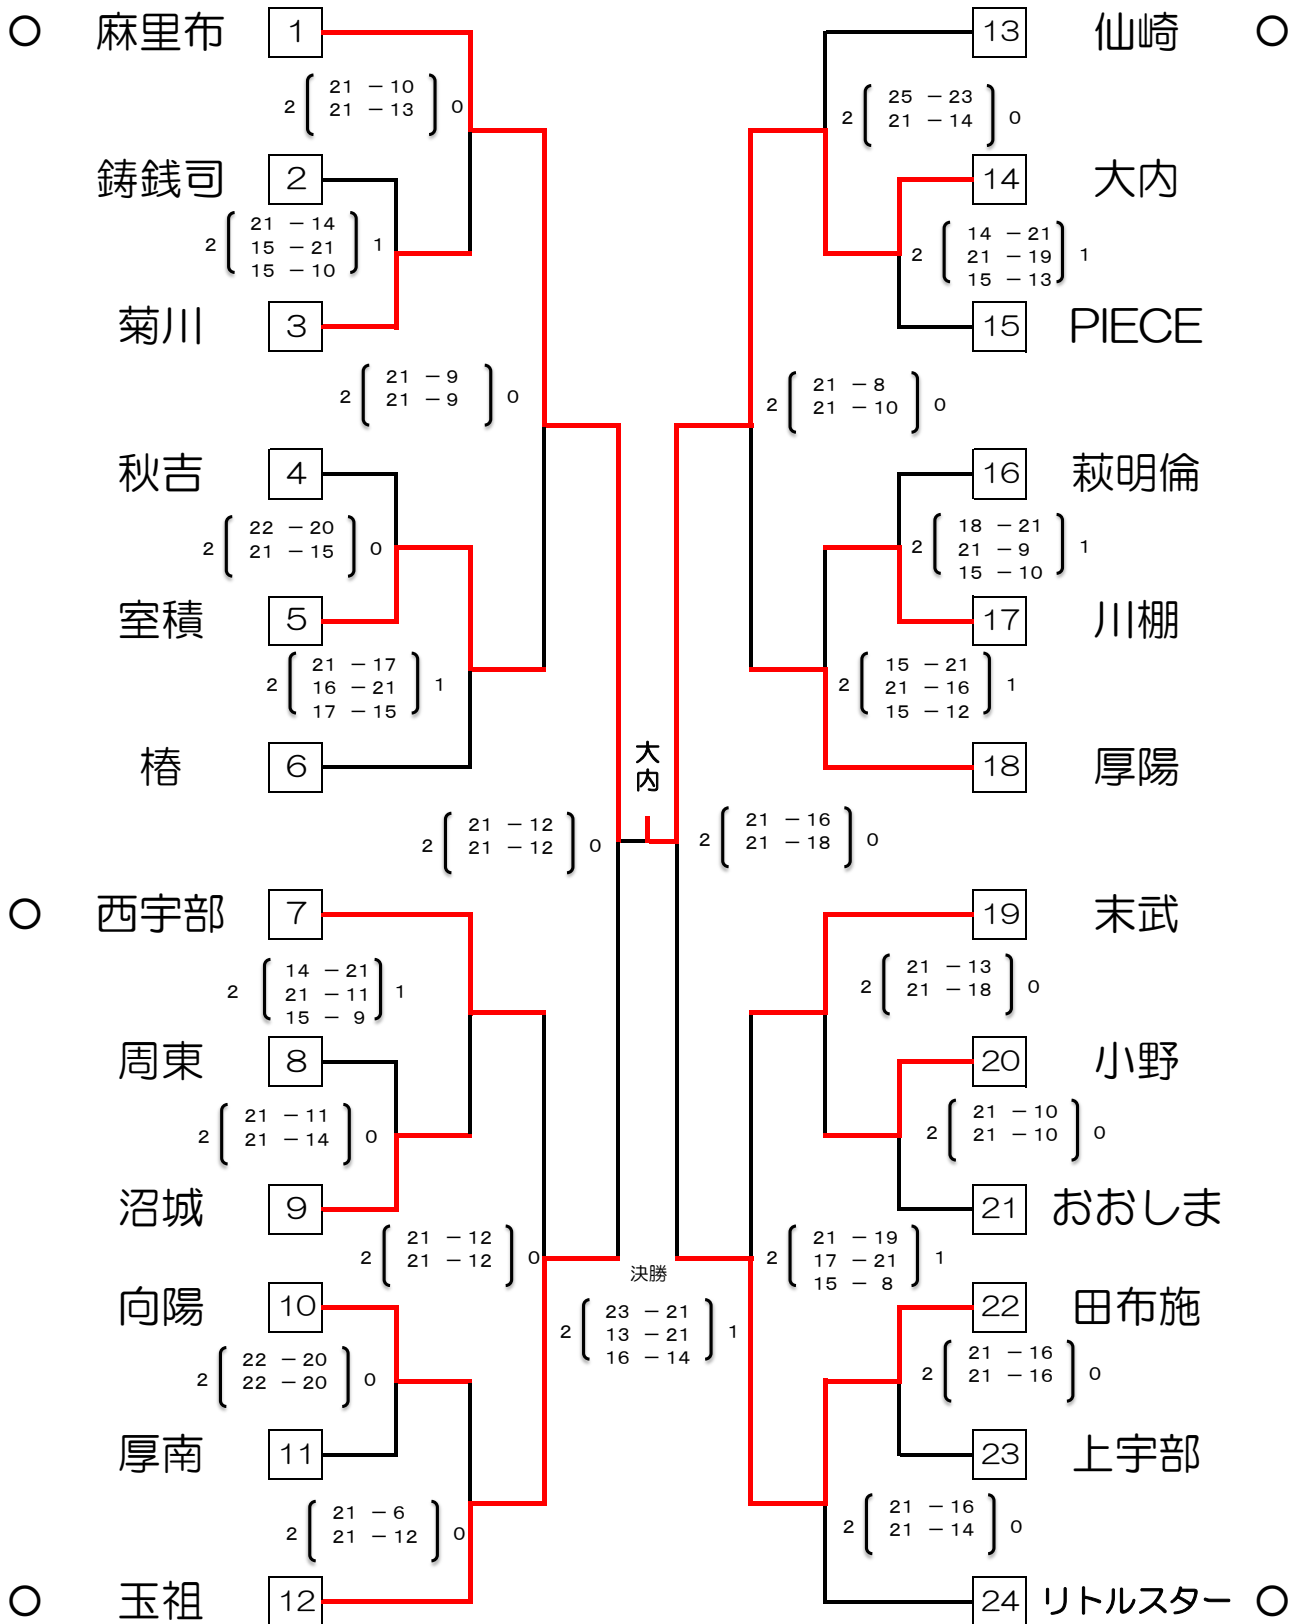 ○ 麻里布 1
2 21 － 10 0
21 － 13
鋳銭司 2
2 21 － 14 1
15 － 21
15 － 10
菊川 3
2 21 － 9 0
21 － 9
秋吉 4
2 22 － 20 0
21 － 15
室積 5
2 21 － 17 1
16 － 21
17 － 15
椿 6
2 21 － 12 0
21 － 12
○ 西宇部 7
2 14 － 21 1
21 － 11
15 － 9
周東 8
2 21 － 11 0
21 － 14
沼城 9
2 21 － 12 0
21 － 12
向陽 10
2 22 － 20 0
22 － 20
厚南 11
2 21 － 6 0
21 － 12
○ 玉祖 12
大内
決勝
2 23 － 21 1
13 － 21
16 － 14
13 仙崎 ○
2 25 － 23 0
21 － 14
14 大内
2 14 － 21 1
21 － 19
15 － 13
15 PIECE
2 21 － 8 0
21 － 10
16 萩明倫
2 18 － 21 1
21 － 9
15 － 10
17 川棚
2 15 － 21 1
21 － 16
15 － 12
18 厚陽
2 21 － 16 0
21 － 18
19 末武
2 21 － 13 0
21 － 18
20 小野
2 21 － 10 0
21 － 10
21 おおしま
2 21 － 19 1
17 － 21
15 － 8
22 田布施
2 21 － 16 0
21 － 16
23 上宇部
2 21 － 16 0
21 － 14
24 リトルスター ○